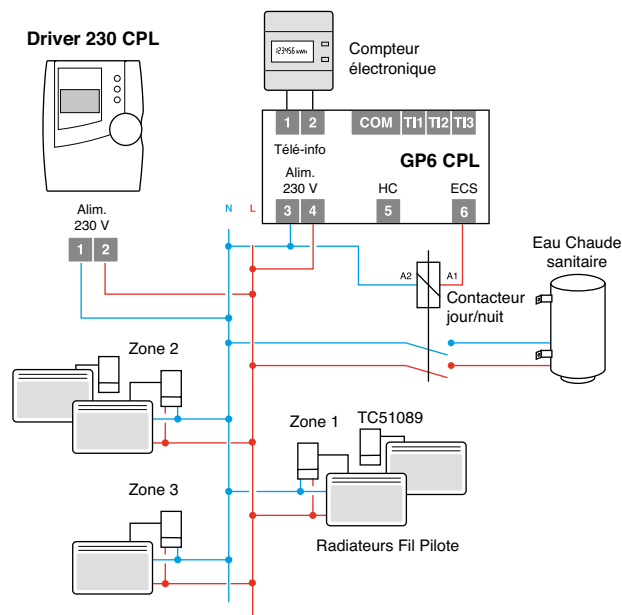 Driver 230 CPL
123456 kWh
Compteur
électronique
1 2 COM TI1 TI2 TI3
Télé-info
GP6 CPL
Alim.
230 V
HC
ECS
3 4 5 6
Alim.
230 V
1 2
N L
A2 A1
Eau Chaude
sanitaire
Contacteur
jour/nuit
Zone 2
Zone 1
TC51089
Zone 3
Radiateurs Fil Pilote